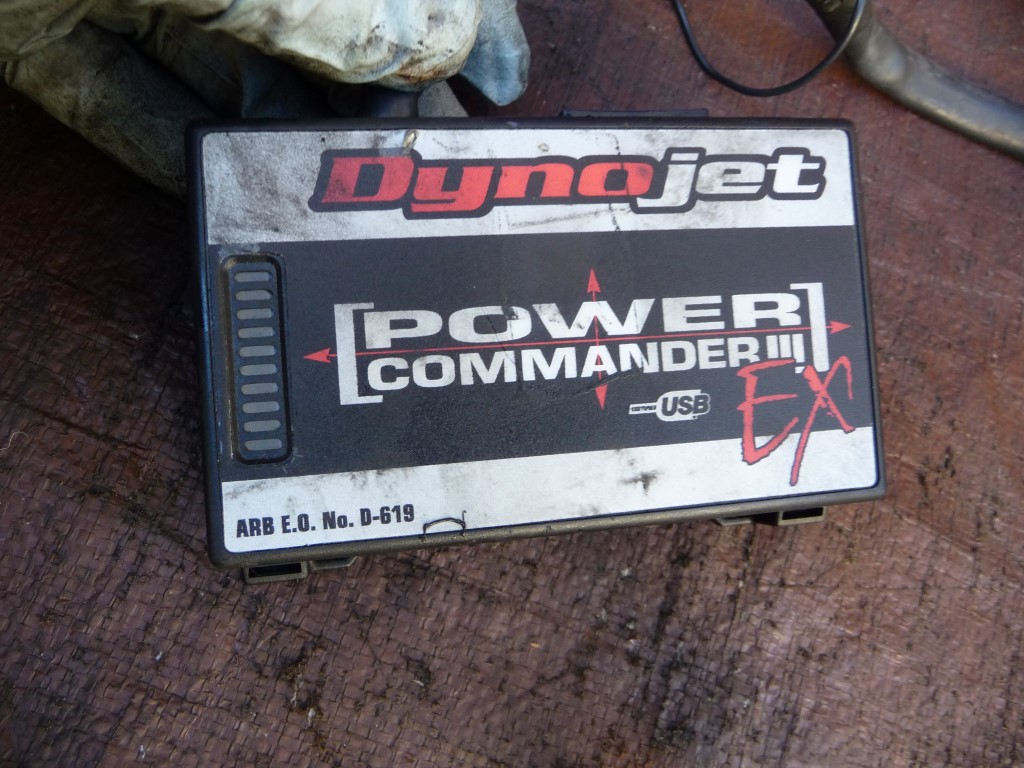 Dynojet
POWER
COMMANDER III
USB
EX
ARB E.O. No. D-619